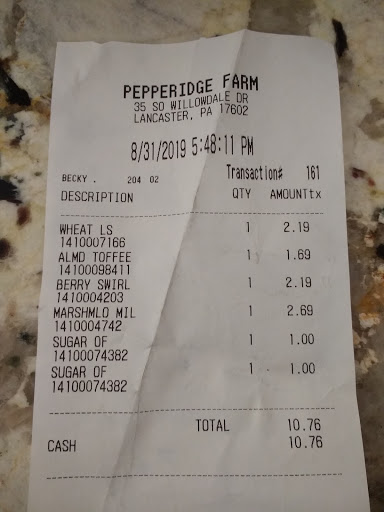 PEPPERIDGE FARM
35 SO WILLOWDALE DR
LANCASTER, PA 17602
8/31/2019 5:48:11 PM
BECKY . 204 02 Transaction# 161
DESCRIPTION QTY AMOUNTtx
WHEAT LS 1 2.19
1410007166
ALMD TOFFEE 1 1.69
14100098411
BERRY SWIRL 1 2.19
1410004203
MARSHMLO MIL 1 2.69
1410004742
SUGAR OF 1 1.00
14100074382
SUGAR OF 1 1.00
14100074382
TOTAL 10.76
CASH 10.76